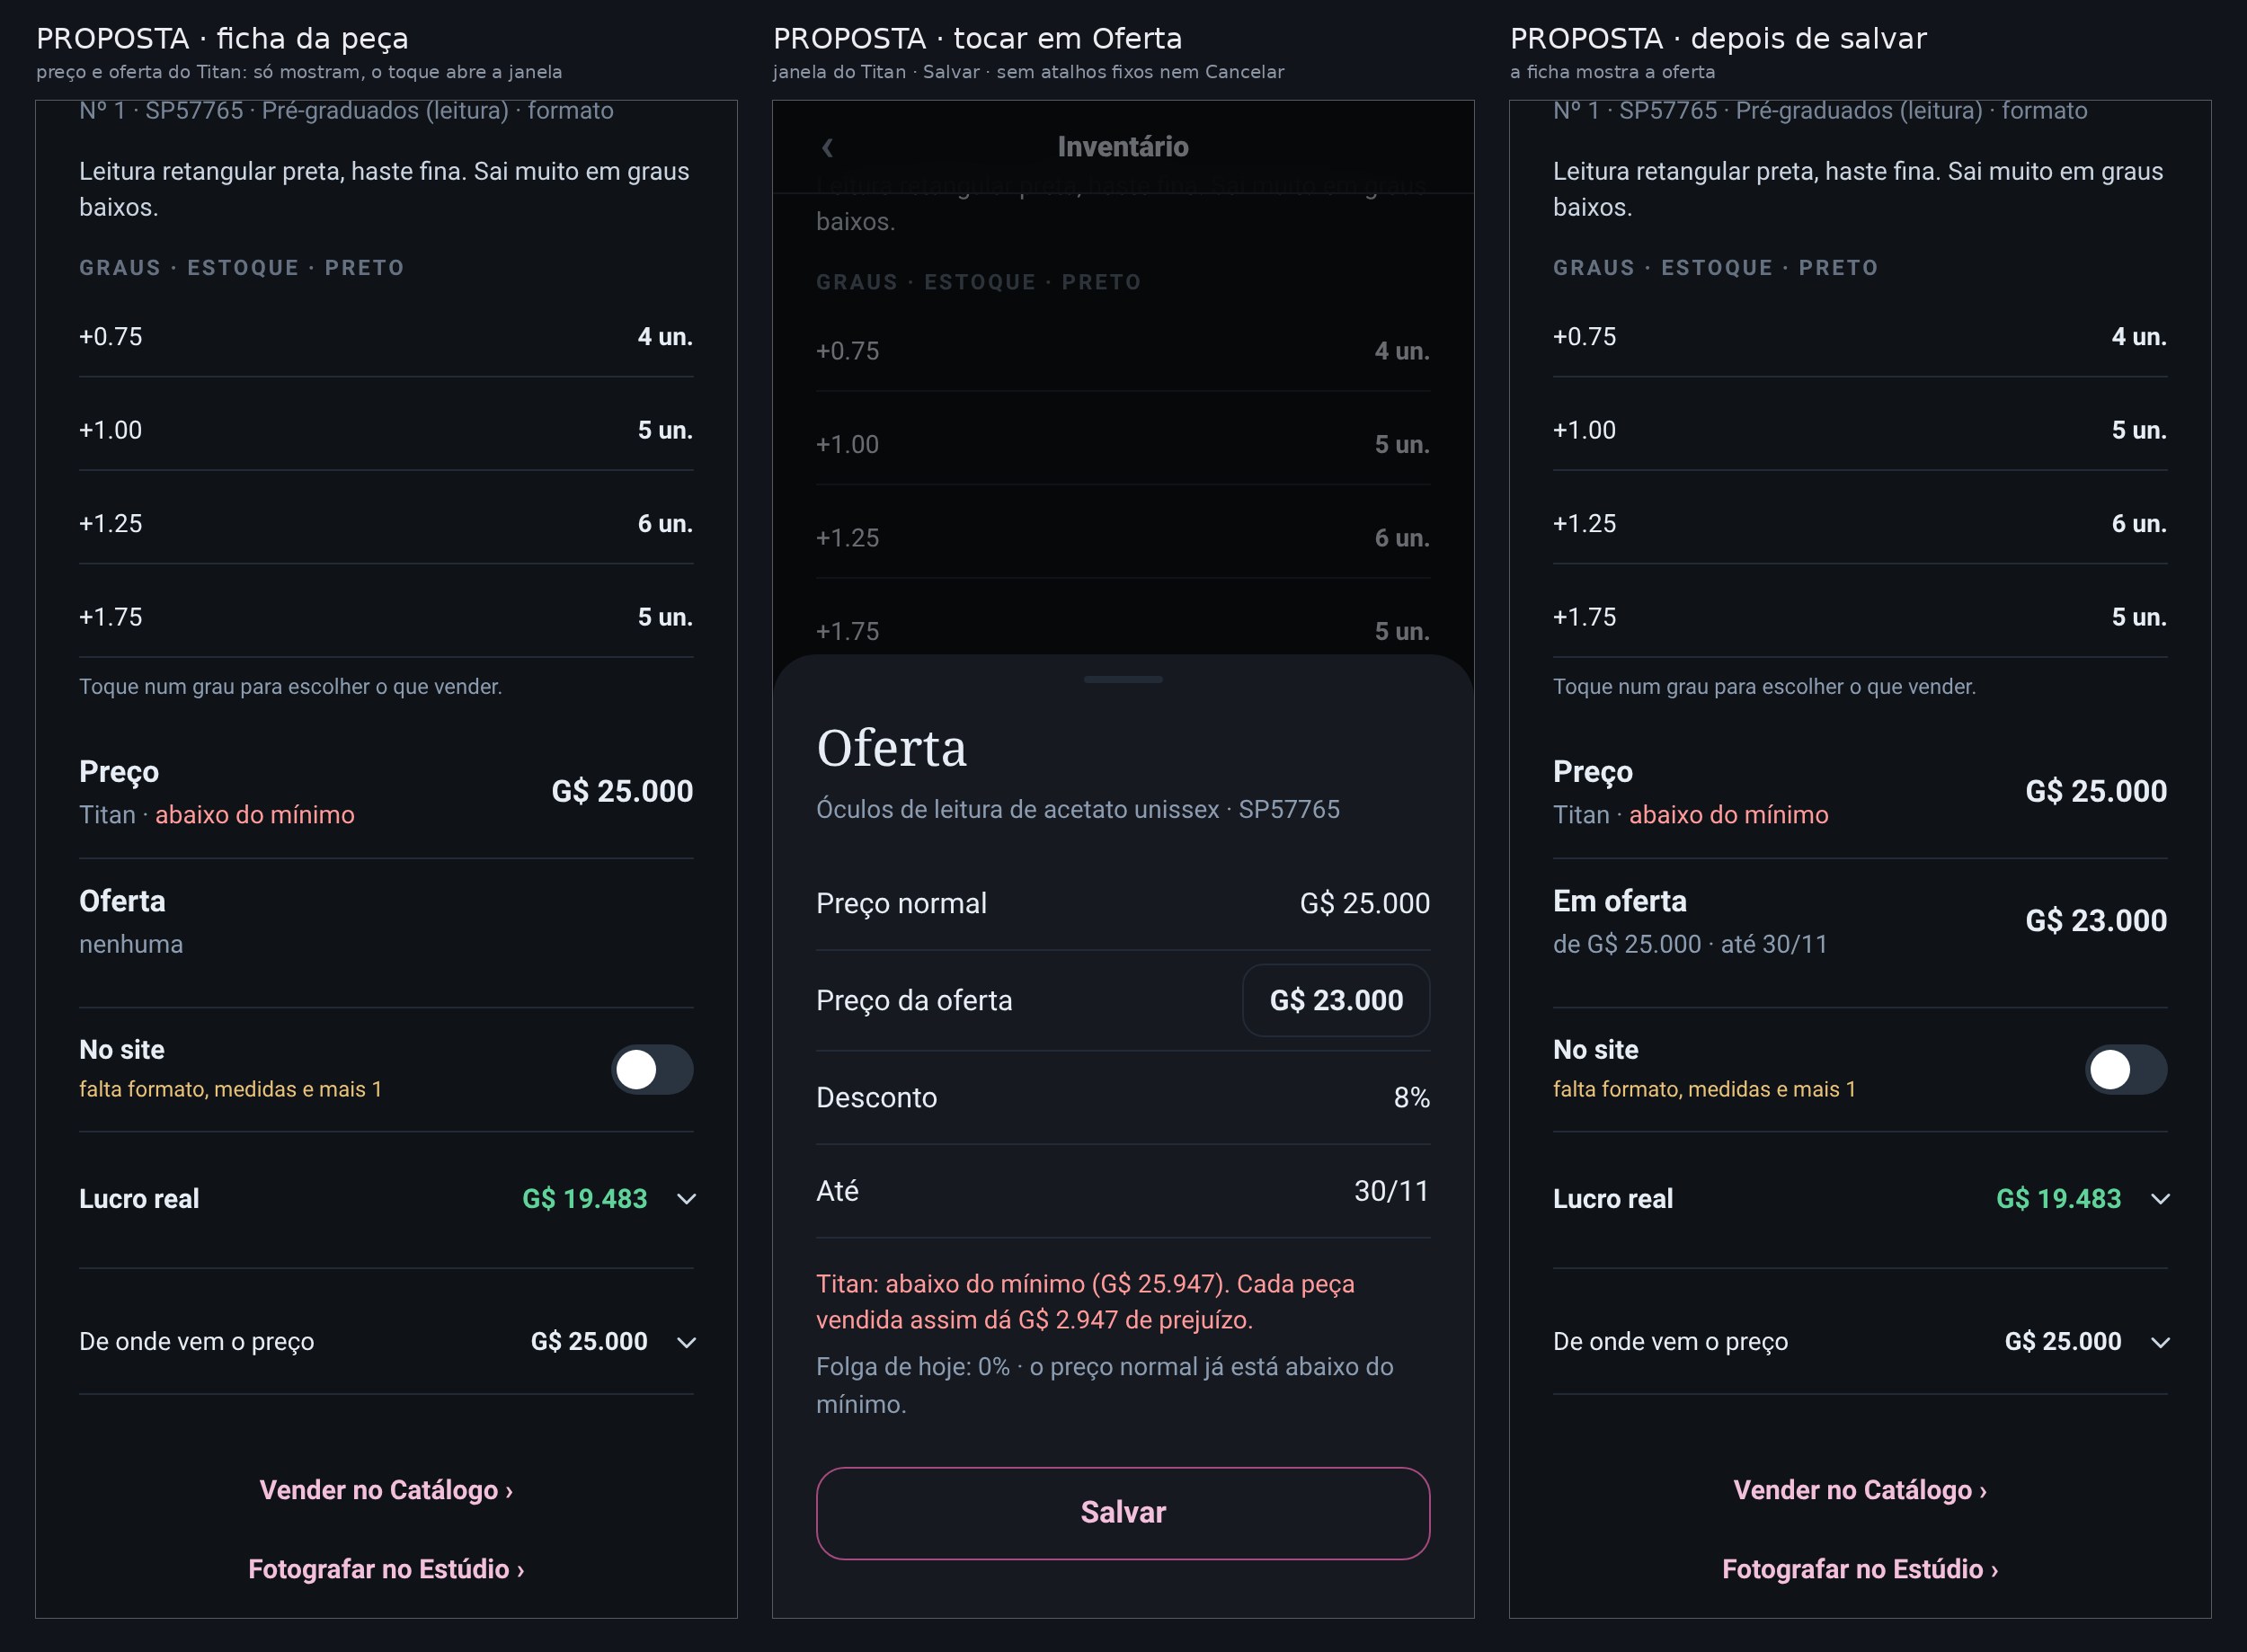 PROPOSTA · ficha da peça
preço e oferta do Titan: só mostram, o toque abre a janela
Nº 1 · SP57765 · Pré-graduados (leitura) · formato
Leitura retangular preta, haste fina. Sai muito em graus
baixos.
GRAUS · ESTOQUE · PRETO
+0.75 4 un.
+1.00 5 un.
+1.25 6 un.
+1.75 5 un.
Toque num grau para escolher o que vender.
Preço
G$ 25.000
Titan · abaixo do mínimo
Oferta
nenhuma
No site
falta formato, medidas e mais 1
Lucro real G$ 19.483
De onde vem o preço G$ 25.000
Vender no Catálogo ›
Fotografar no Estúdio ›
PROPOSTA · tocar em Oferta
janela do Titan · Salvar · sem atalhos fixos nem Cancelar
‹ Inventário
Leitura retangular preta, haste fina. Sai muito em graus
baixos.
GRAUS · ESTOQUE · PRETO
+0.75 4 un.
+1.00 5 un.
+1.25 6 un.
+1.75 5 un.
Oferta
Óculos de leitura de acetato unissex · SP57765
Preço normal G$ 25.000
Preço da oferta G$ 23.000
Desconto 8%
Até 30/11
Titan: abaixo do mínimo (G$ 25.947). Cada peça
vendida assim dá G$ 2.947 de prejuízo.
Folga de hoje: 0% · o preço normal já está abaixo do
mínimo.
Salvar
PROPOSTA · depois de salvar
a ficha mostra a oferta
Nº 1 · SP57765 · Pré-graduados (leitura) · formato
Leitura retangular preta, haste fina. Sai muito em graus
baixos.
GRAUS · ESTOQUE · PRETO
+0.75 4 un.
+1.00 5 un.
+1.25 6 un.
+1.75 5 un.
Toque num grau para escolher o que vender.
Preço
G$ 25.000
Titan · abaixo do mínimo
Em oferta
G$ 23.000
de G$ 25.000 · até 30/11
No site
falta formato, medidas e mais 1
Lucro real G$ 19.483
De onde vem o preço G$ 25.000
Vender no Catálogo ›
Fotografar no Estúdio ›